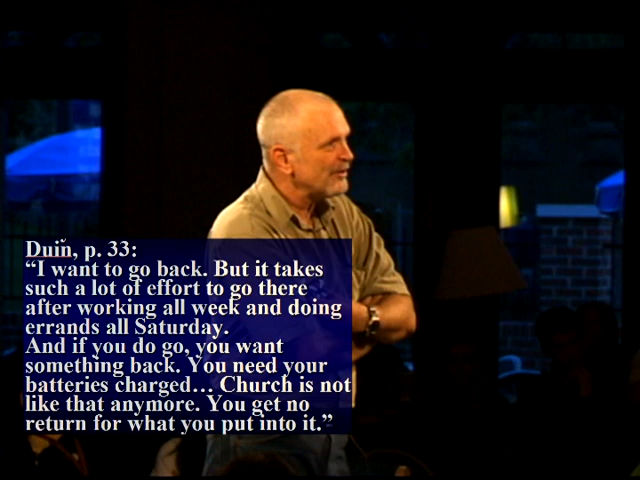 Duin, p. 33:
“I want to go back. But it takes
such a lot of effort to go there
after working all week and doing
errands all Saturday.
And if you do go, you want
something back. You need your
batteries charged… Church is not
like that anymore. You get no
return for what you put into it.”